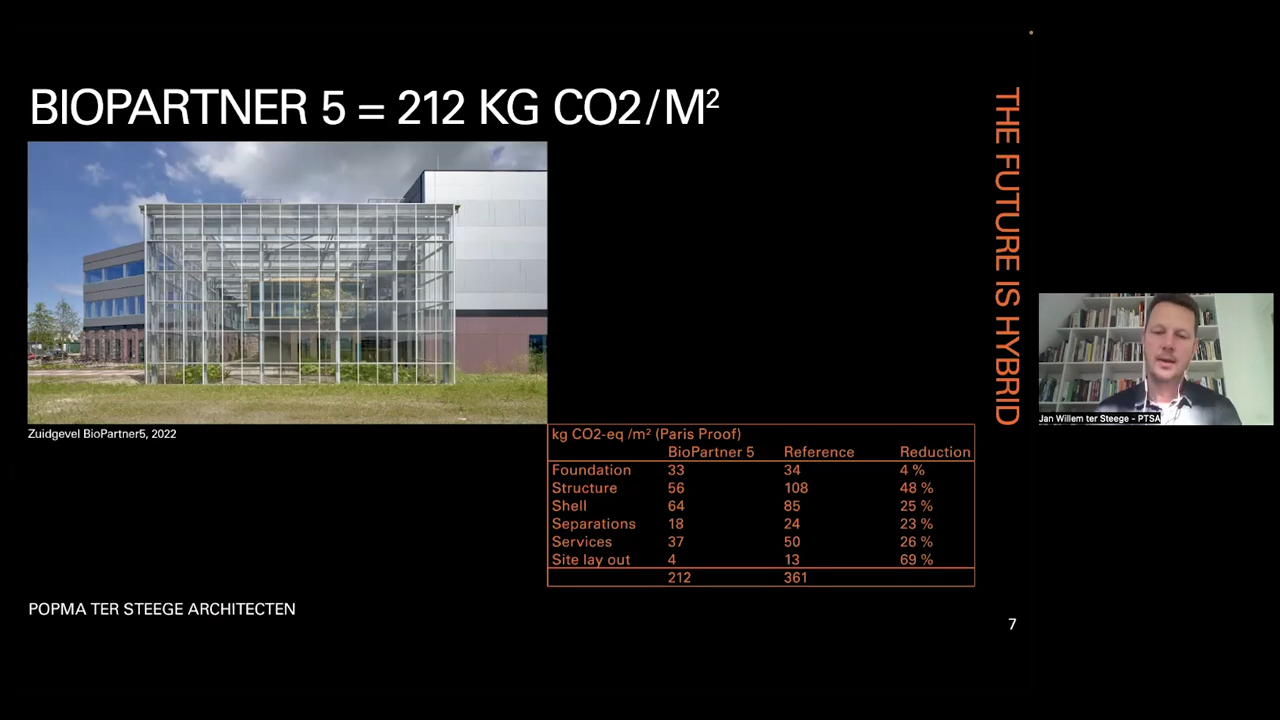 BIOPARTNER 5 = 212 KG CO2/M²
THE FUTURE IS HYBRID
Zuidgevel BioPartner5, 2022
kg CO2-eq /m² (Paris Proof)
BioPartner 5 Reference Reduction
Foundation 33 34 4 %
Structure 56 108 48 %
Shell 64 85 25 %
Separations 18 24 23 %
Services 37 50 26 %
Site lay out 4 13 69 %
212 361
POPMA TER STEEGE ARCHITECTEN
7
Jan Willem ter Steege - PTSA